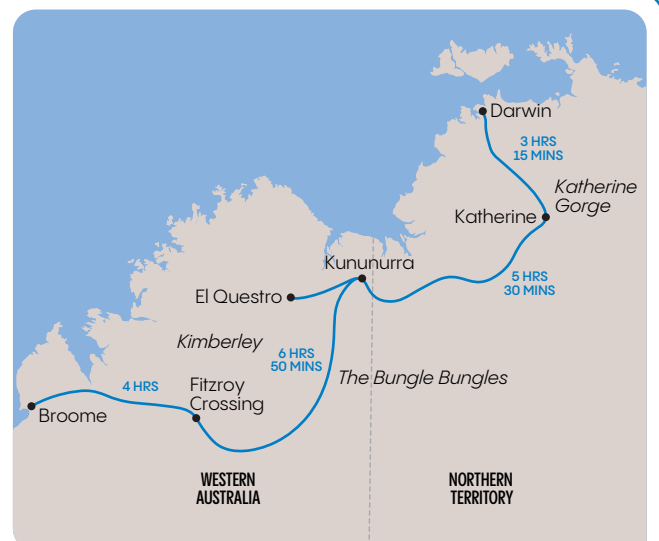 Darwin
3 HRS
15 MINS
Katherine
Gorge
Katherine
Kununurra
5 HRS
30 MINS
El Questro
Kimberley
6 HRS
50 MINS
The Bungle Bungles
4 HRS
Fitzroy
Crossing
Broome
WESTERN
AUSTRALIA
NORTHERN
TERRITORY